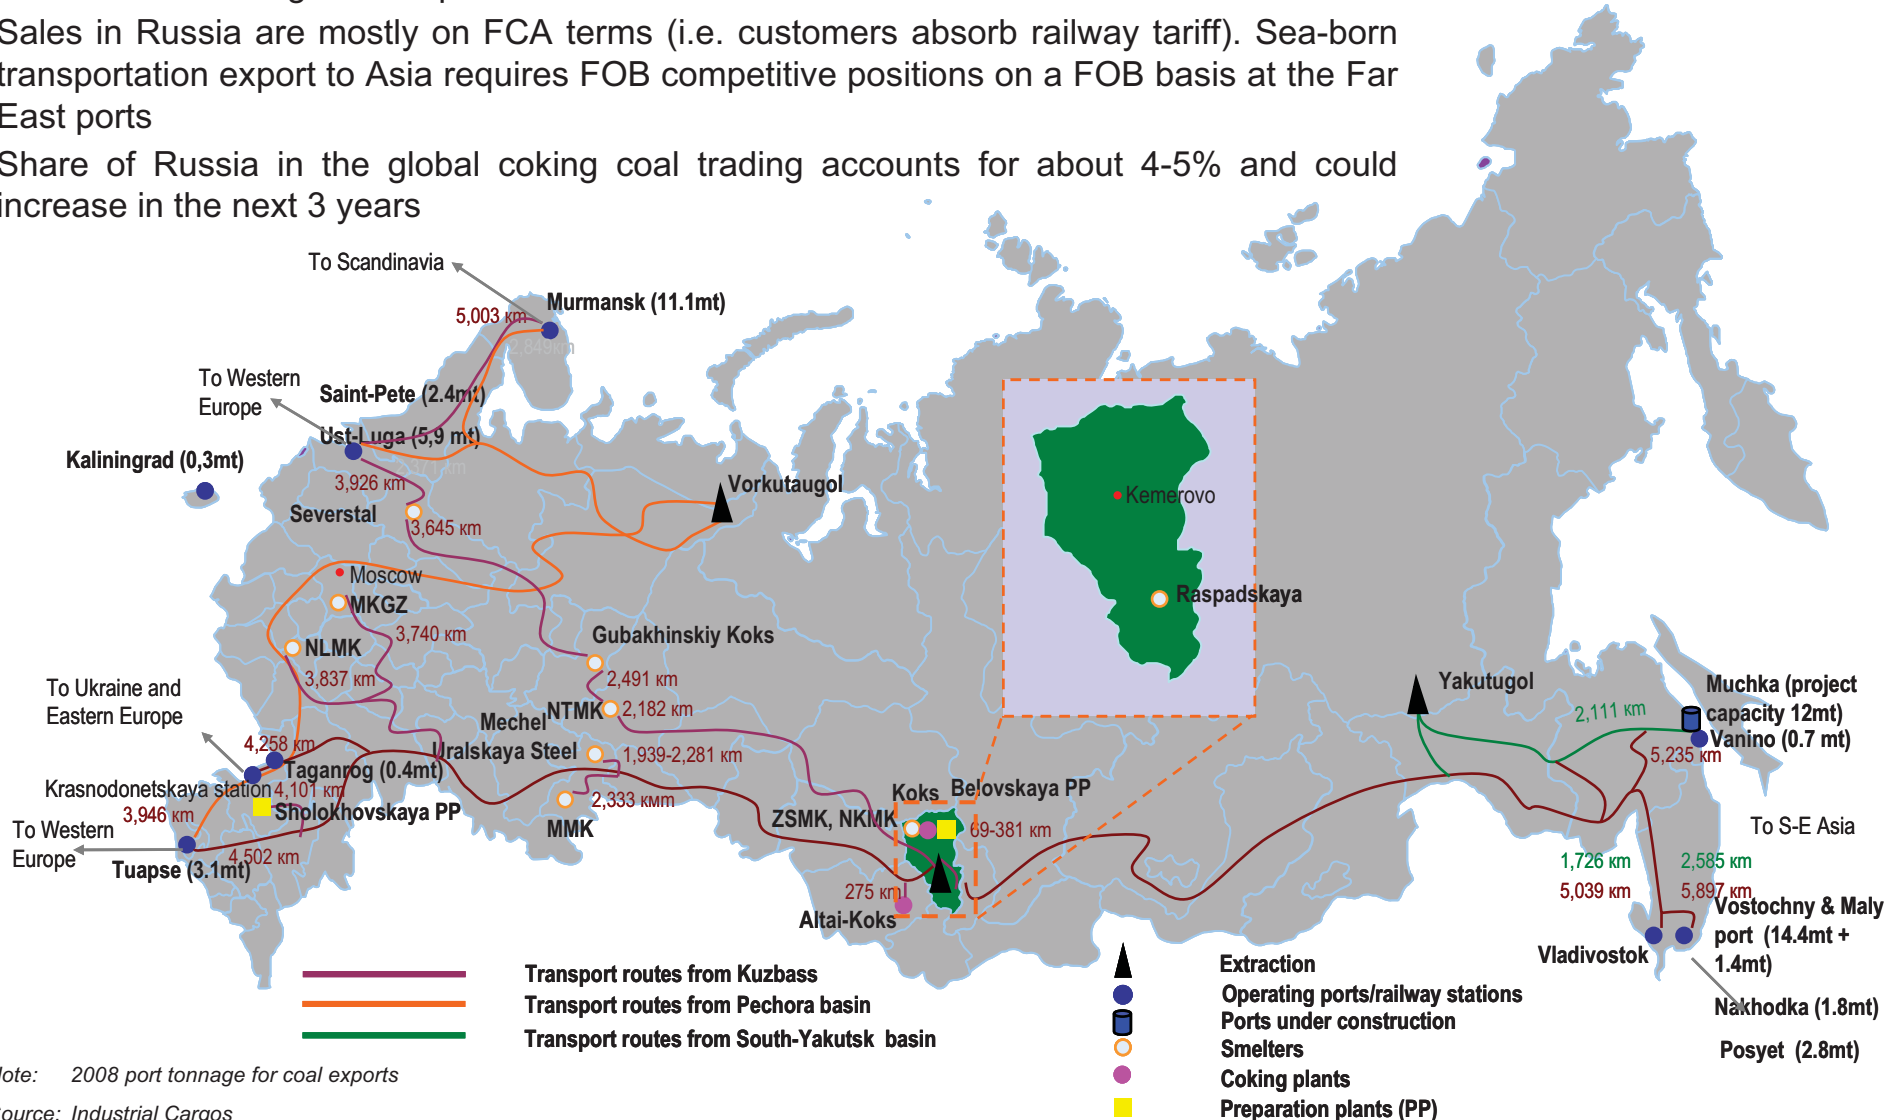 Sales in Russia are mostly on FCA terms (i.e. customers absorb railway tariff). Sea-born
transportation export to Asia requires FOB competitive positions on a FOB basis at the Far
East ports
Share of Russia in the global coking coal trading accounts for about 4-5% and could
increase in the next 3 years
To Scandinavia
Murmansk (11.1mt)
5,003 км
2,849км
To Western
Europe
Saint-Pete (2.4mt)
Ust-Luga (5,9 mt)
2,371 км
Kaliningrad (0,3mt)
3,926 км
Vorkutaugol
Severstal
3,645 км
Kemerovo
Moscow
MKGZ
Raspadskaya
3,740 км
Gubakhinskiy Koks
NLMK
3,837 км
2,491 км
To Ukraine and
Eastern Europe
NTMK
2,182 км
Mechel
Uralskaya Steel
1,939-2,281 км
4,258 км
Taganrog (0.4mt)
Krasnodonetskaya station
4,101 км
Sholokhovskaya PP
3,946 км
2,333 кмm
MMK
To Western
Europe
4,502 км
Tuapse (3.1mt)
Koks
Belovskaya PP
ZSMK, NKMK
69-381 км
275 км
Altai-Koks
Yakutugol
2,111 км
Muchka (project
capacity 12mt)
Vanino (0.7 mt)
5,235 км
To S-E Asia
1,726 км
2,585 км
5,039 км
5,897 км
Vostochny & Maly
port (14.4mt +
1.4mt)
Vladivostok
Nakhodka (1.8mt)
Posyet (2.8mt)
Transport routes from Kuzbass
Transport routes from Pechora basin
Transport routes from South-Yakutsk basin
Extraction
Operating ports/railway stations
Ports under construction
Smelters
Coking plants
Preparation plants (PP)
Note: 2008 port tonnage for coal exports
Source: Industrial Cargos